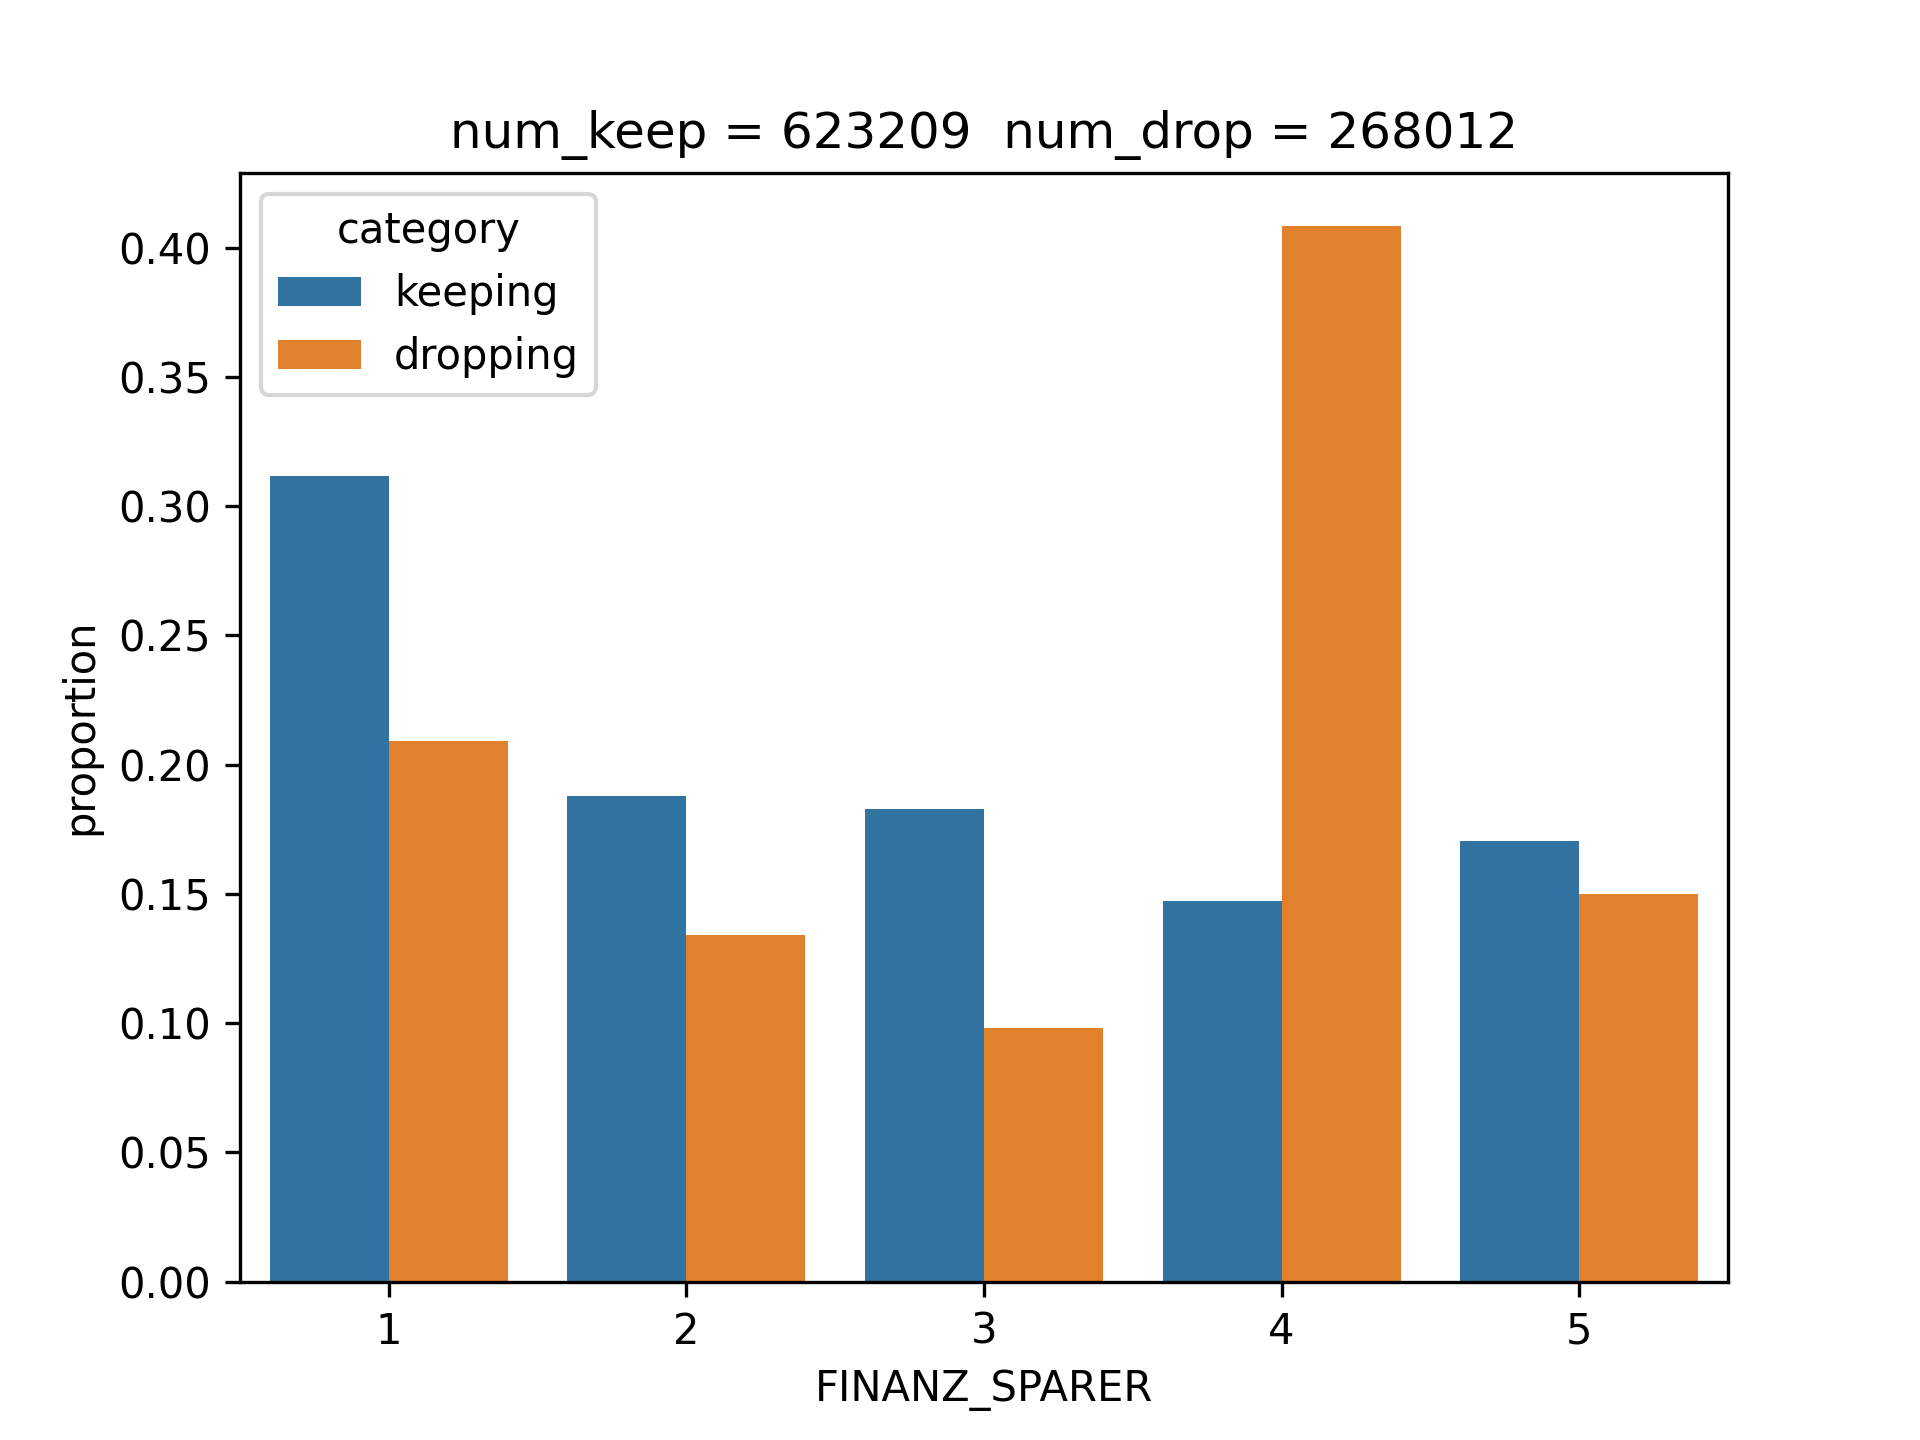 num_keep = 623209  num_drop = 268012
category
keeping
dropping
0.40
0.35
0.30
0.25
0.20
0.15
0.10
0.05
0.00
proportion
1 2 3 4 5
FINANZ_SPARER